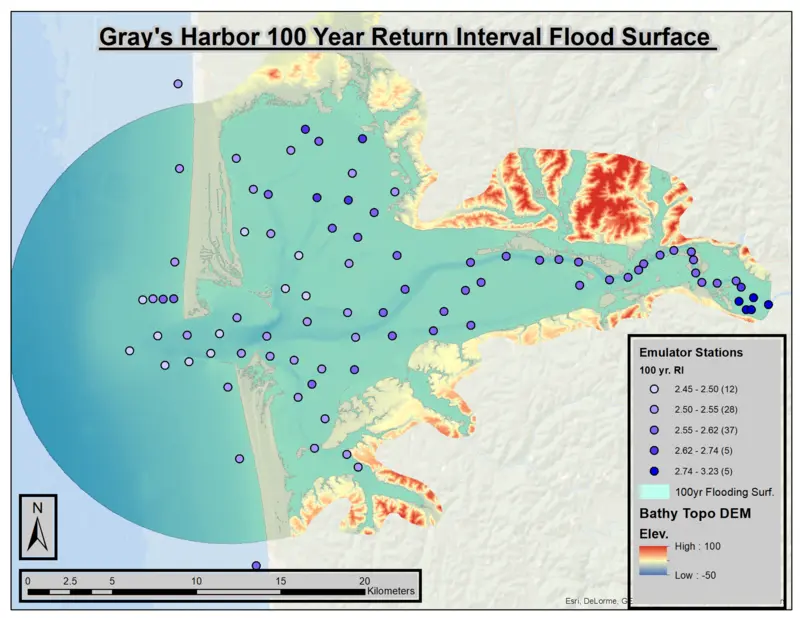 Gray's Harbor 100 Year Return Interval Flood Surface
Emulator Stations
100 yr. RI
2.45 - 2.50 (12)
2.50 - 2.55 (28)
2.55 - 2.62 (37)
2.62 - 2.74 (5)
2.74 - 3.23 (5)
100yr Flooding Surf.
Bathy Topo DEM
Elev.
High : 100
Low : -50
N
0 2.5 5 10 15 20
Kilometers
Esri, DeLorme,